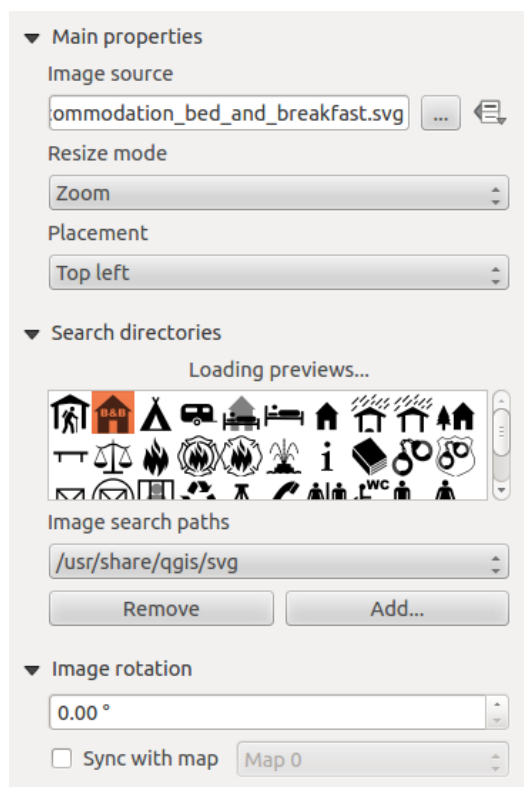 Main properties
Image source
ommodation_bed_and_breakfast.svg ...
Resize mode
Zoom
Placement
Top left
Search directories
Loading previews...
B&B
i
WC
Image search paths
/usr/share/qgis/svg
Remove Add...
Image rotation
0.00 °
Sync with map Map 0